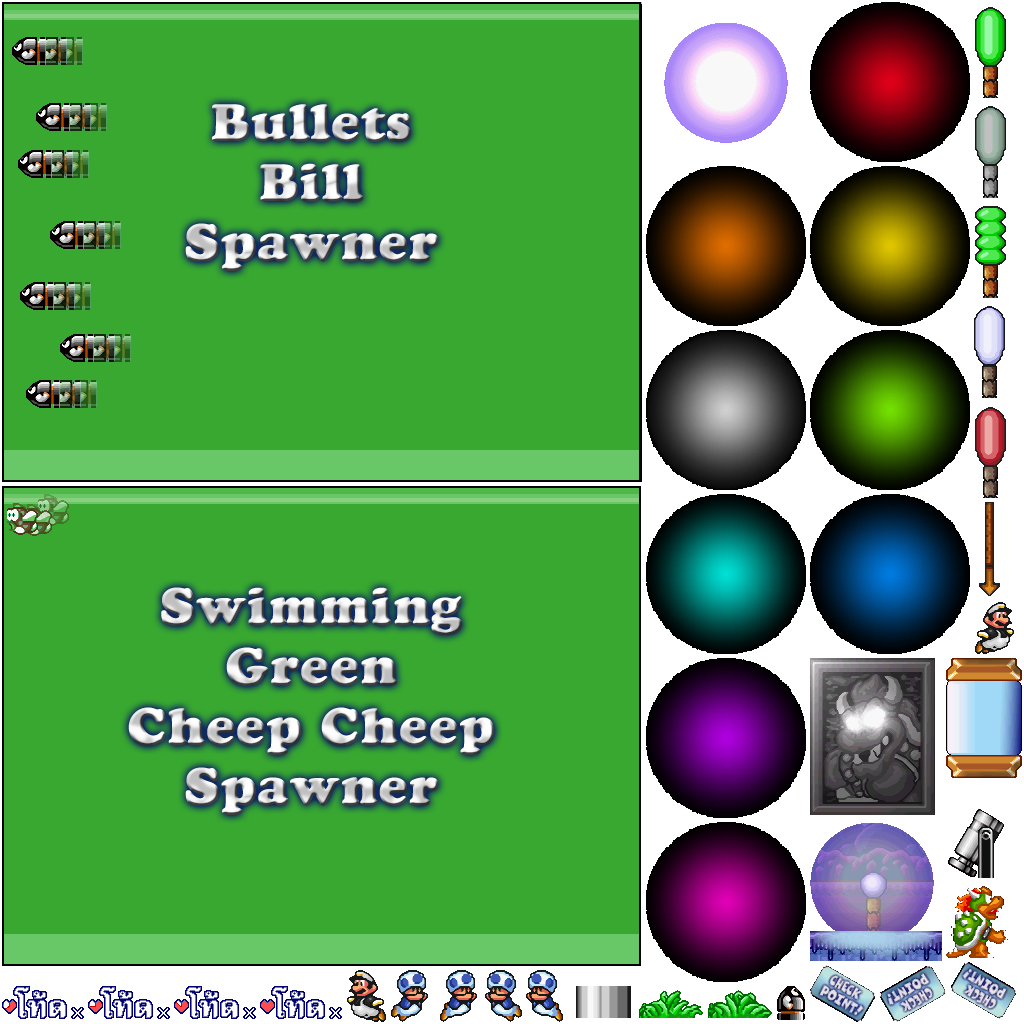 Bullets
Bill
Spawner
Swimming
Green
Cheep Cheep
Spawner
โท้ด x โท้ด x โท้ด x โท้ด x
CHECK
POINT!
CHECK
POINT!
CHECK
POINT!